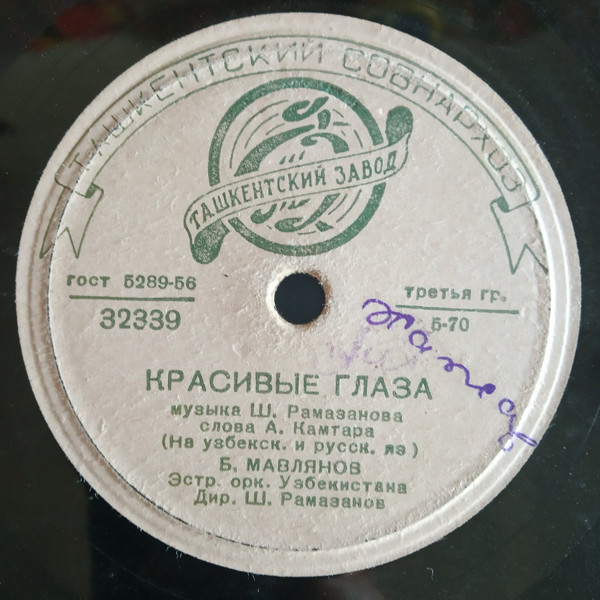 ТАШКЕНТСКИЙ СОВНАРХОЗ
ТАШКЕНТСКИЙ ЗАВОД
гост 5289-56
32339
третья гр.
Б-70
КРАСИВЫЕ ГЛАЗА
музыка Ш. Рамазанова
слова А. Камтара
(На узбекск. и русск. яз)
Б. МАВЛЯНОВ
Эстр. орк. Узбекистана
Дир. Ш. Рамазанов